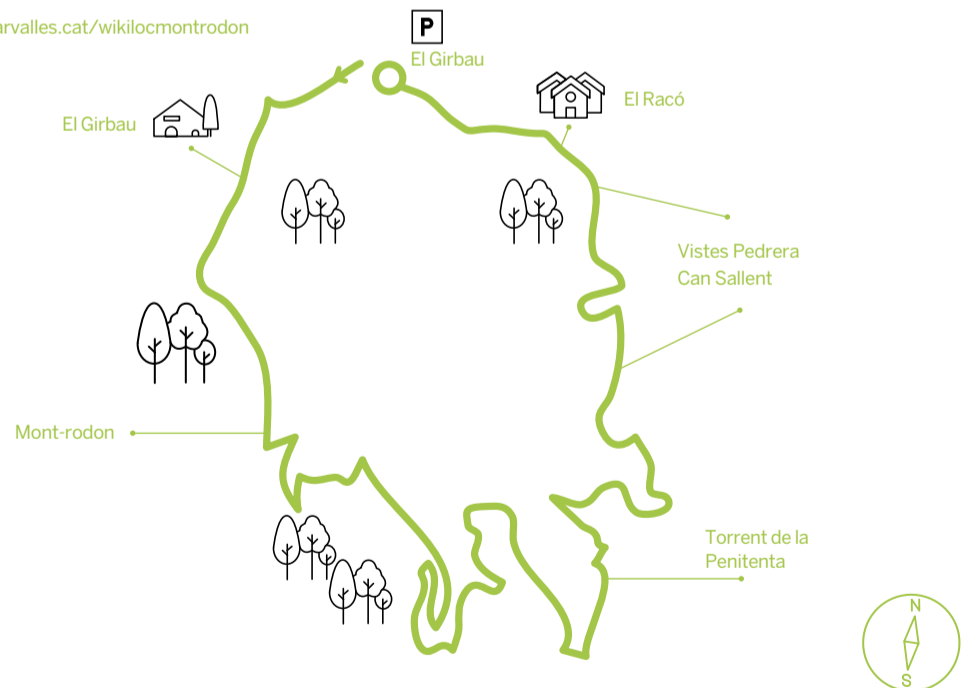 arvalles.cat/wikilocmontrodon
P
El Girbau
El Racó
El Girbau
Vistes Pedrera
Can Sallent
Mont-rodon
Torrent de la
Penitenta
N
S